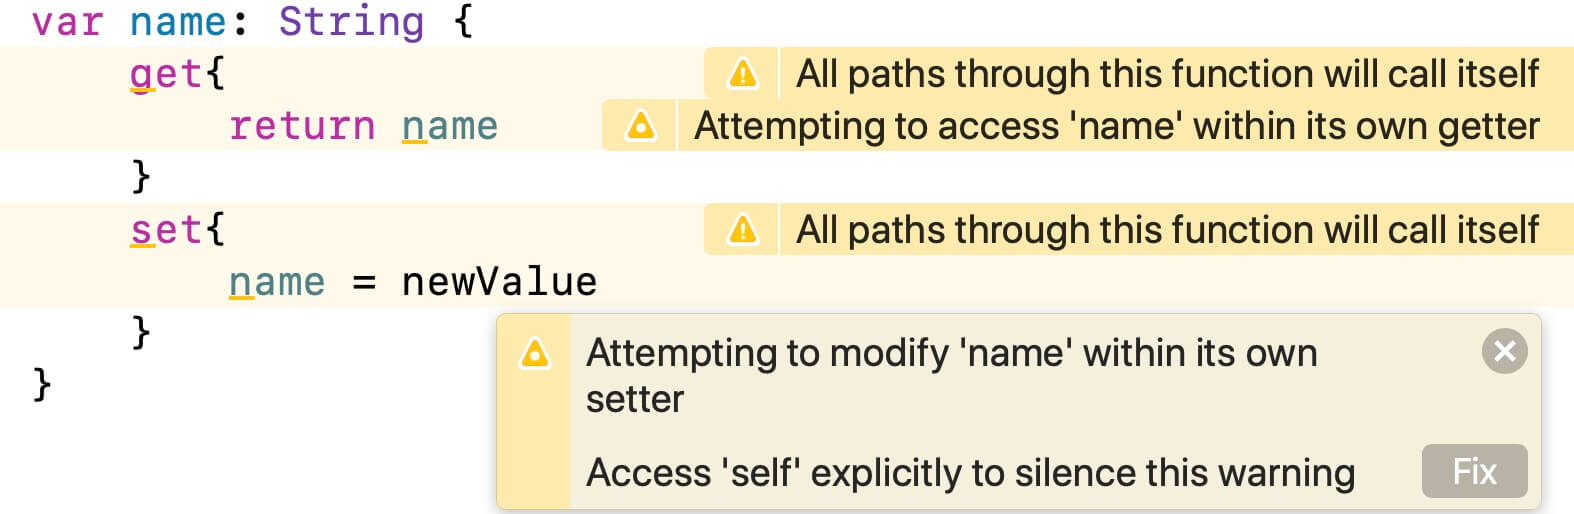 var name: String {
get{ All paths through this function will call itself
return name Attempting to access 'name' within its own getter
}
set{ All paths through this function will call itself
name = newValue
}
Attempting to modify 'name' within its own
setter
Access 'self' explicitly to silence this warning Fix
}